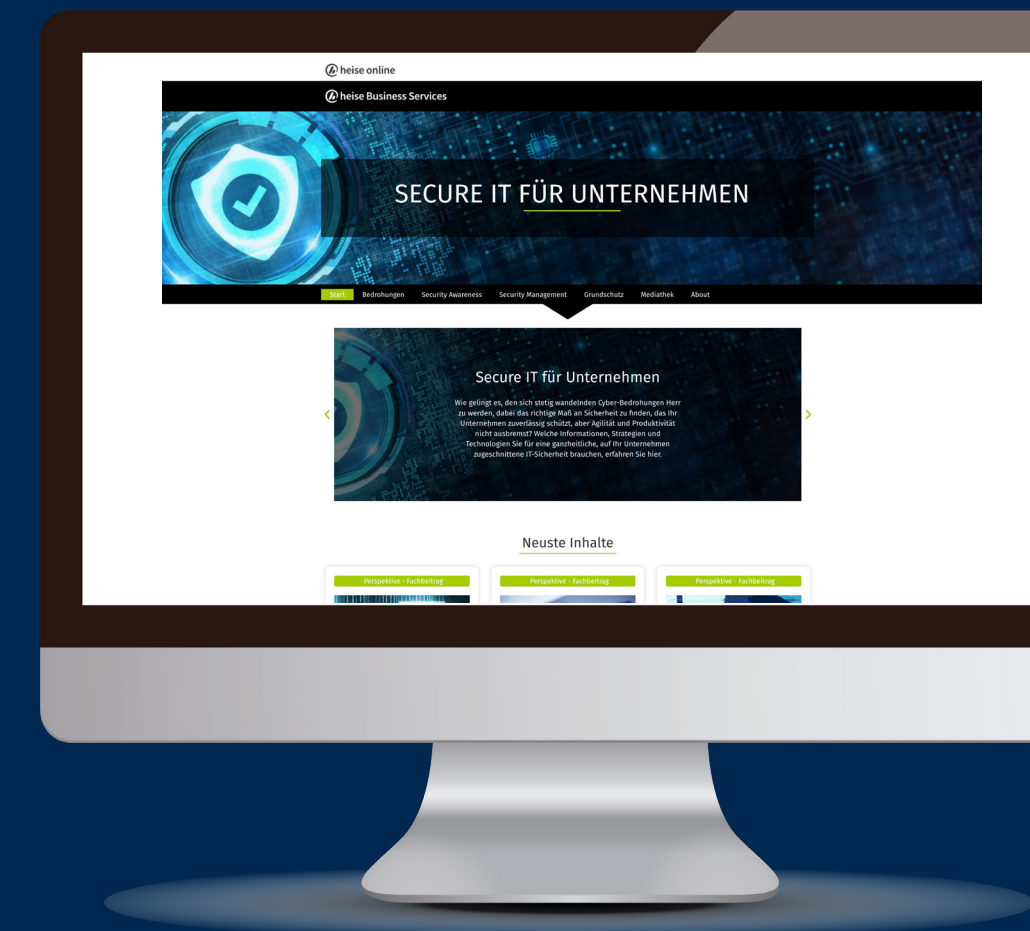 heise online
heise Business Services
SECURE IT FÜR UNTERNEHMEN
Start Bedrohungen Security Awareness Security Management Grundschutz Mediathek About
Secure IT für Unternehmen
Wie gelingt es, den sich stetig wandelnden Cyber-Bedrohungen Herr
zu werden, dabei das richtige Maß an Sicherheit zu finden, das Ihr
Unternehmen zuverlässig schützt, aber Agilität und Produktivität
nicht ausbremst? Welche Informationen, Strategien und
Technologien Sie für eine ganzheitliche, auf Ihr Unternehmen
zugeschnittene IT-Sicherheit brauchen, erfahren Sie hier.
Neuste Inhalte
Perspektive - Fachbeitrag Perspektive - Fachbeitrag Perspektive - Fachbeitrag